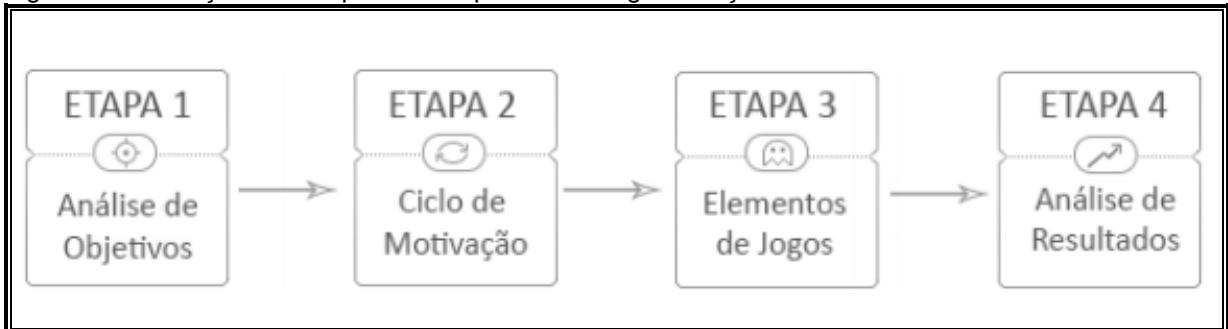 ETAPA 1
Análise de
Objetivos
ETAPA 2
Ciclo de
Motivação
ETAPA 3
Elementos
de Jogos
ETAPA 4
Análise de
Resultados